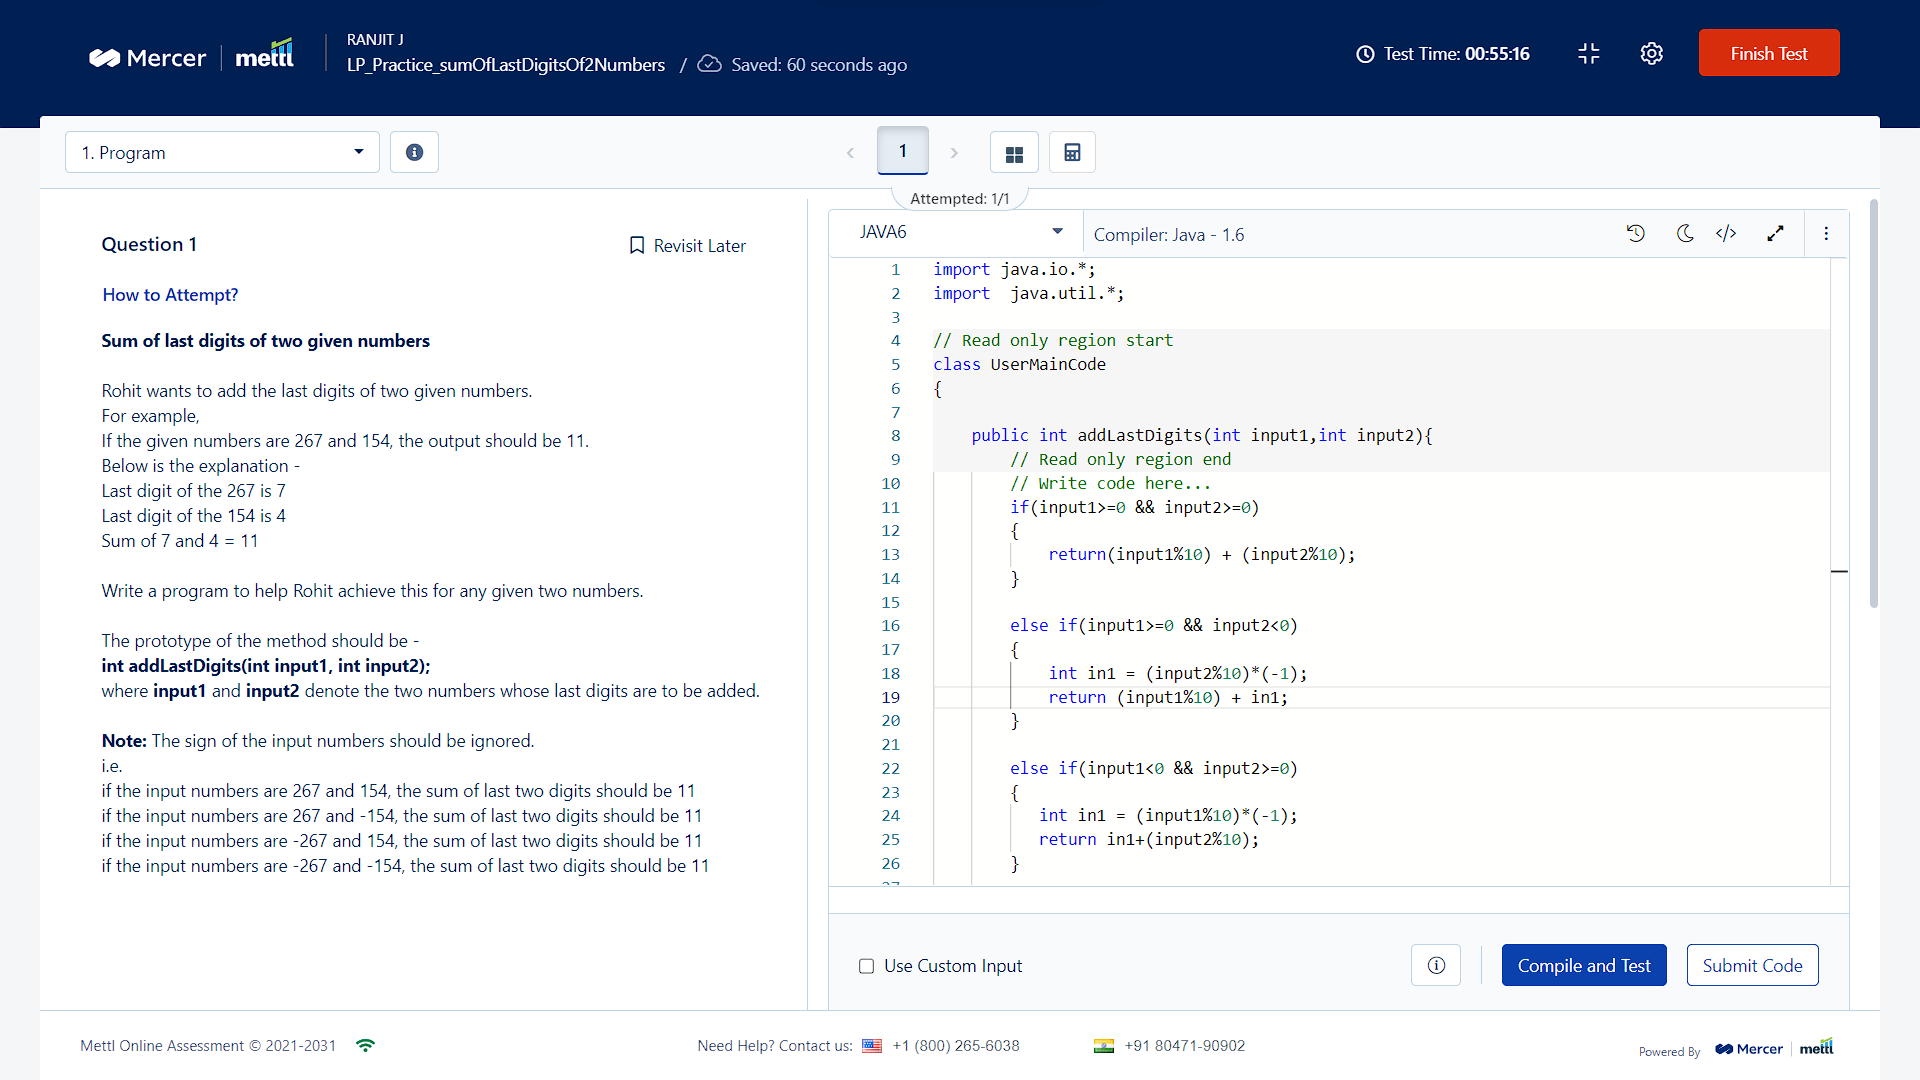 Mercer mettl
RANJIT J
LP_Practice_sumOfLastDigitsOf2Numbers / Saved: 60 seconds ago
Test Time: 00:55:16
Finish Test
1. Program
1
Attempted: 1/1
Question 1
Revisit Later
How to Attempt?
Sum of last digits of two given numbers
Rohit wants to add the last digits of two given numbers.
For example,
If the given numbers are 267 and 154, the output should be 11.
Below is the explanation -
Last digit of the 267 is 7
Last digit of the 154 is 4
Sum of 7 and 4 = 11
Write a program to help Rohit achieve this for any given two numbers.
The prototype of the method should be -
int addLastDigits(int input1, int input2);
where input1 and input2 denote the two numbers whose last digits are to be added.
Note: The sign of the input numbers should be ignored.
i.e.
if the input numbers are 267 and 154, the sum of last two digits should be 11
if the input numbers are 267 and -154, the sum of last two digits should be 11
if the input numbers are -267 and 154, the sum of last two digits should be 11
if the input numbers are -267 and -154, the sum of last two digits should be 11
JAVA6
Compiler: Java - 1.6
1 import java.io.*;
2 import  java.util.*;
3
4 // Read only region start
5 class UserMainCode
6 {
7
8     public int addLastDigits(int input1,int input2){
9         // Read only region end
10         // Write code here...
11         if(input1>=0 && input2>=0)
12         {
13             return(input1%10) + (input2%10);
14         }
15
16         else if(input1>=0 && input2<0)
17         {
18             int in1 = (input2%10)*(-1);
19             return (input1%10) + in1;
20         }
21
22         else if(input1<0 && input2>=0)
23         {
24            int in1 = (input1%10)*(-1);
25            return in1+(input2%10);
26         }
Use Custom Input
Compile and Test
Submit Code
Mettl Online Assessment © 2021-2031
Need Help? Contact us: +1 (800) 265-6038
+91 80471-90902
Powered By Mercer mettl